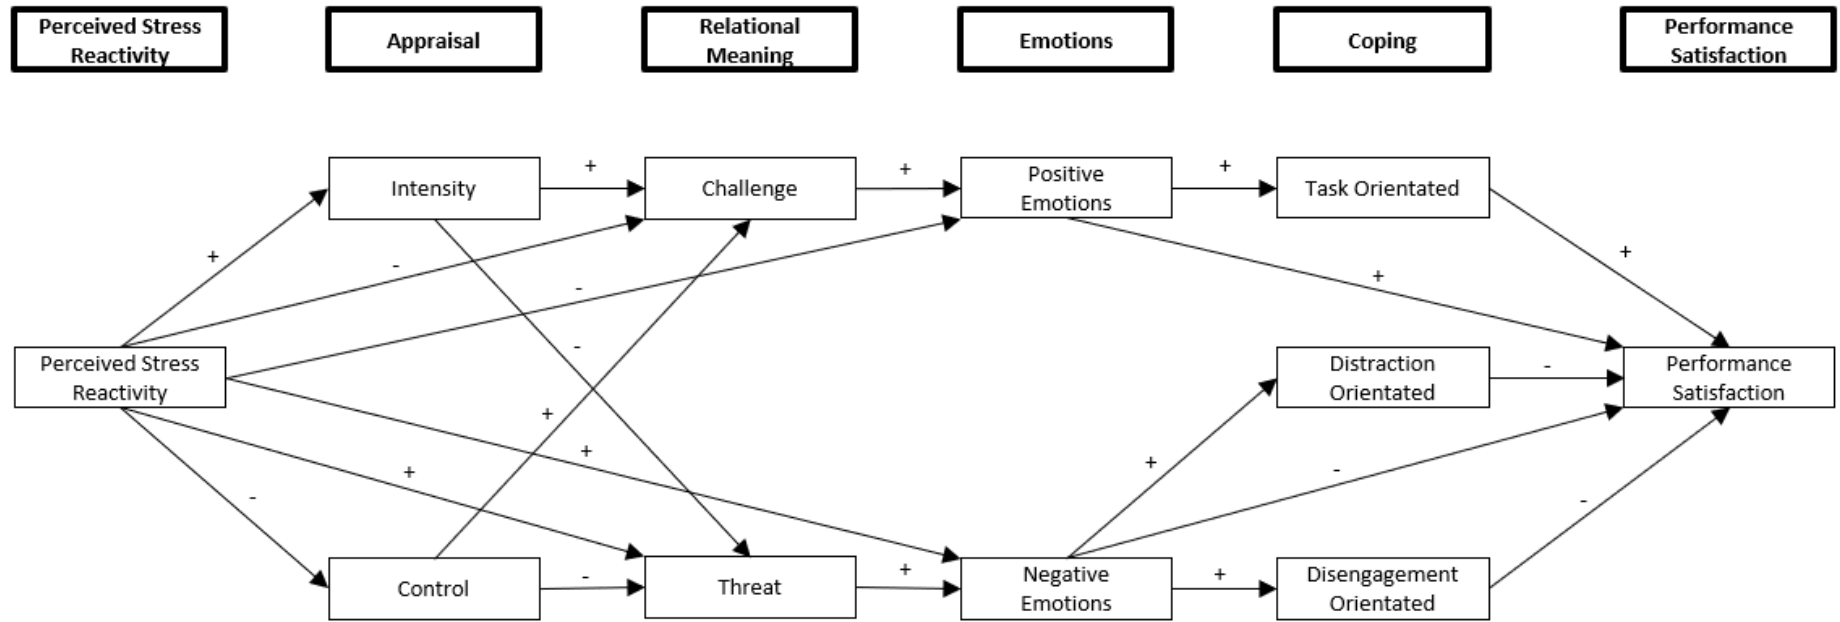 Perceived Stress
Reactivity
Appraisal
Relational
Meaning
Emotions
Coping
Performance
Satisfaction
+
+
+
Intensity
Challenge
Positive
Emotions
Task Orientated
+
+
-
+
-
-
Perceived Stress
Reactivity
Distraction
Orientated
-
Performance
Satisfaction
+
+
+
+
-
-
-
Control
-
Threat
+
Negative
Emotions
+
Disengagement
Orientated